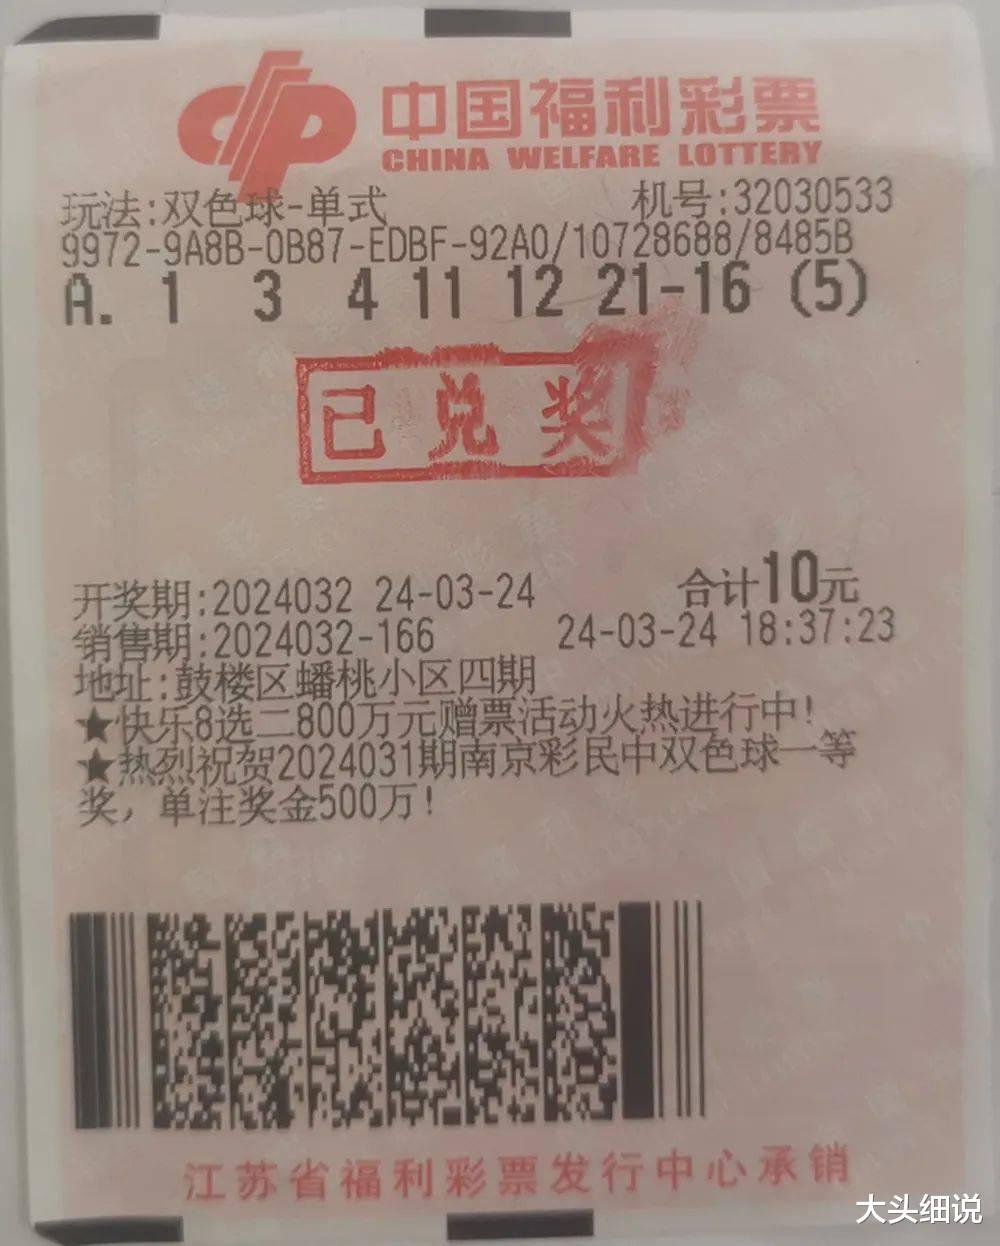 中国福利彩票
CHINA WELFARE LOTTERY
玩法:双色球-单式 机号:32030533
9972-9A8B-0B87-EDBF-92A0/10728688/8485B
A. 1 3 4 11 12 21-16 (5)
已兑奖
开奖期:2024032 24-03-24 合计10元
销售期:2024032-166 24-03-24 18:37:23
地址:鼓楼区蟠桃小区四期
★快乐8选二800万元赠票活动火热进行中!
★热烈祝贺2024031期南京彩民中双色球一等
奖，单注奖金500万!
江苏省福利彩票发行中心承销
大头细说